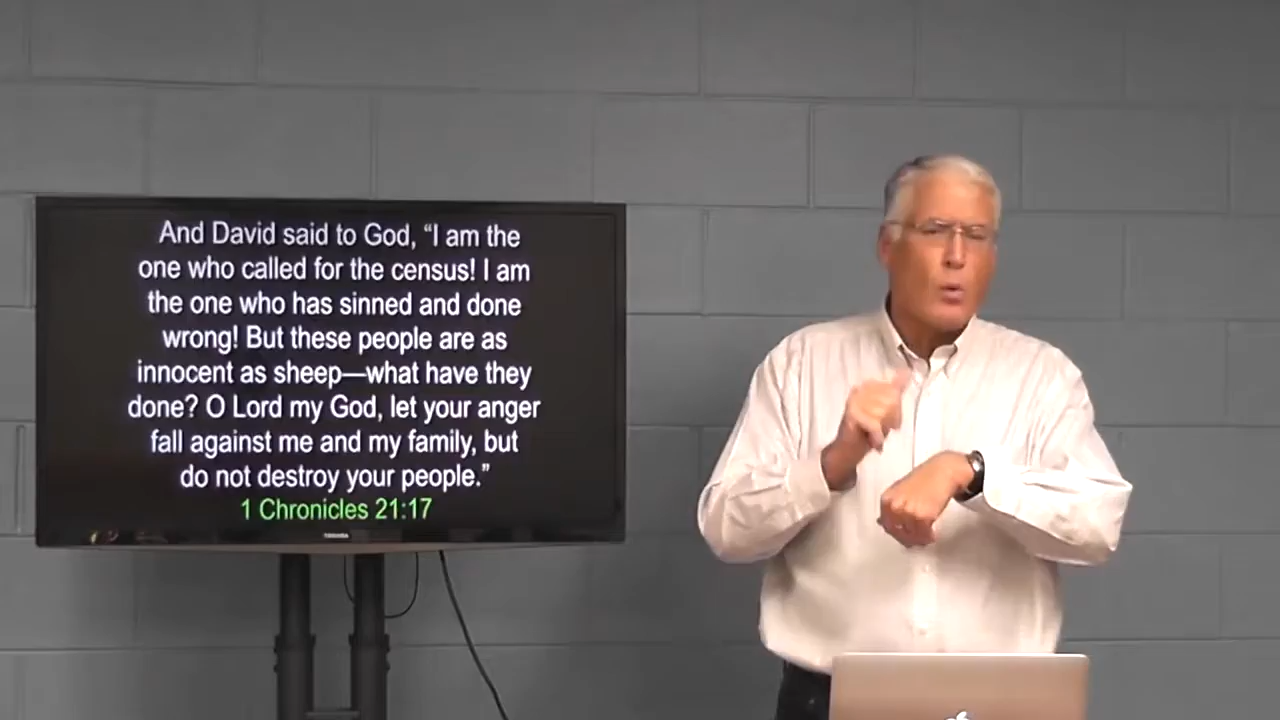 And David said to God, “I am the
one who called for the census! I am
the one who has sinned and done
wrong! But these people are as
innocent as sheep—what have they
done? O Lord my God, let your anger
fall against me and my family, but
do not destroy your people.”
1 Chronicles 21:17
TOSHIBA